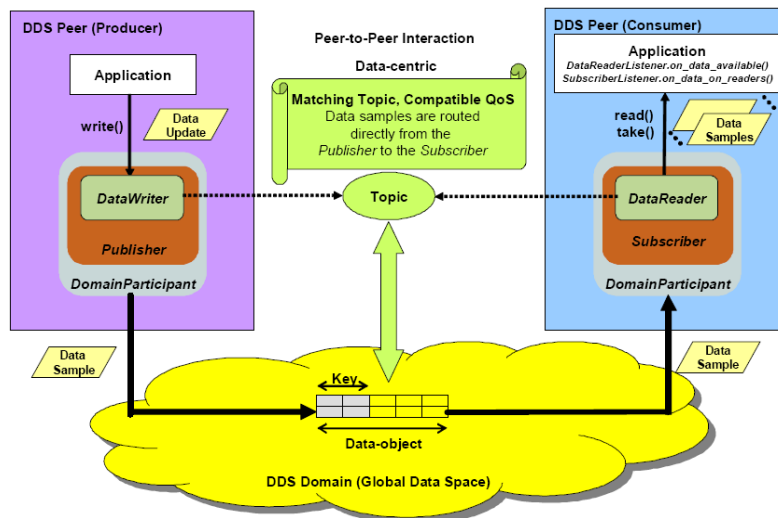 DDS Peer (Producer)
Application
write()
Data
Update
DataWriter
Publisher
DomainParticipant
Data
Sample
Peer-to-Peer Interaction
Data-centric
Matching Topic, Compatible QoS
Data samples are routed
directly from the
Publisher to the Subscriber
Topic
DDS Peer (Consumer)
Application
DataReaderListener.on_data_available()
SubscriberListener.on_data_on_readers()
read()
take()
Data
Samples
DataReader
Subscriber
DomainParticipant
Data
Sample
Key
Data-object
DDS Domain (Global Data Space)